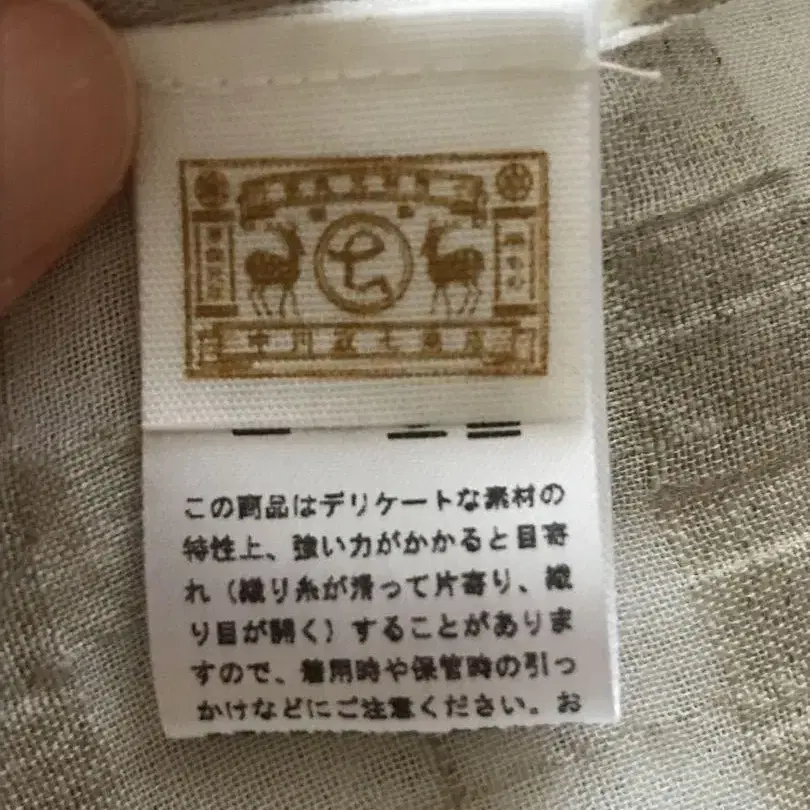 七
中川政七商店
この商品はデリケートな素材の
特性上、強い力がかかると目寄
れ（織り糸が滑って片寄り、織
り目が開く）することがありま
すので、着用時や保管時の引っ
かけなどにご注意ください。お